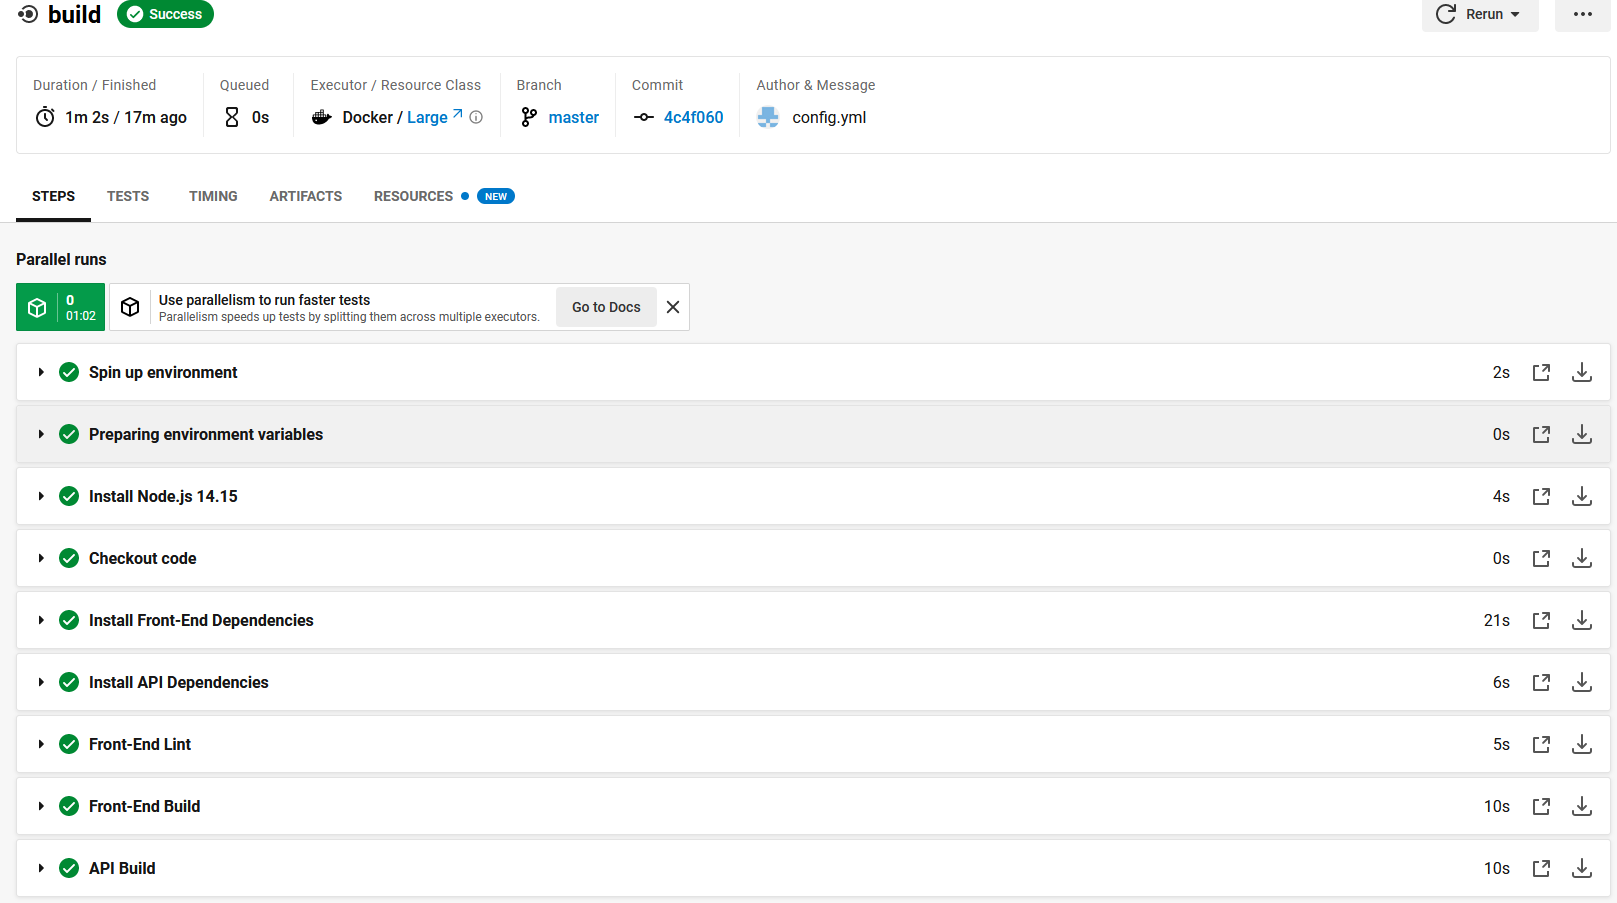 build
Success
Rerun
Duration / Finished
Queued
Executor / Resource Class
Branch
Commit
Author & Message
1m 2s / 17m ago
0s
Docker / Large
master
4c4f060
config.yml
STEPS
TESTS
TIMING
ARTIFACTS
RESOURCES
NEW
Parallel runs
0
01:02
Use parallelism to run faster tests
Parallelism speeds up tests by splitting them across multiple executors.
Go to Docs
Spin up environment
2s
Preparing environment variables
0s
Install Node.js 14.15
4s
Checkout code
0s
Install Front-End Dependencies
21s
Install API Dependencies
6s
Front-End Lint
5s
Front-End Build
10s
API Build
10s